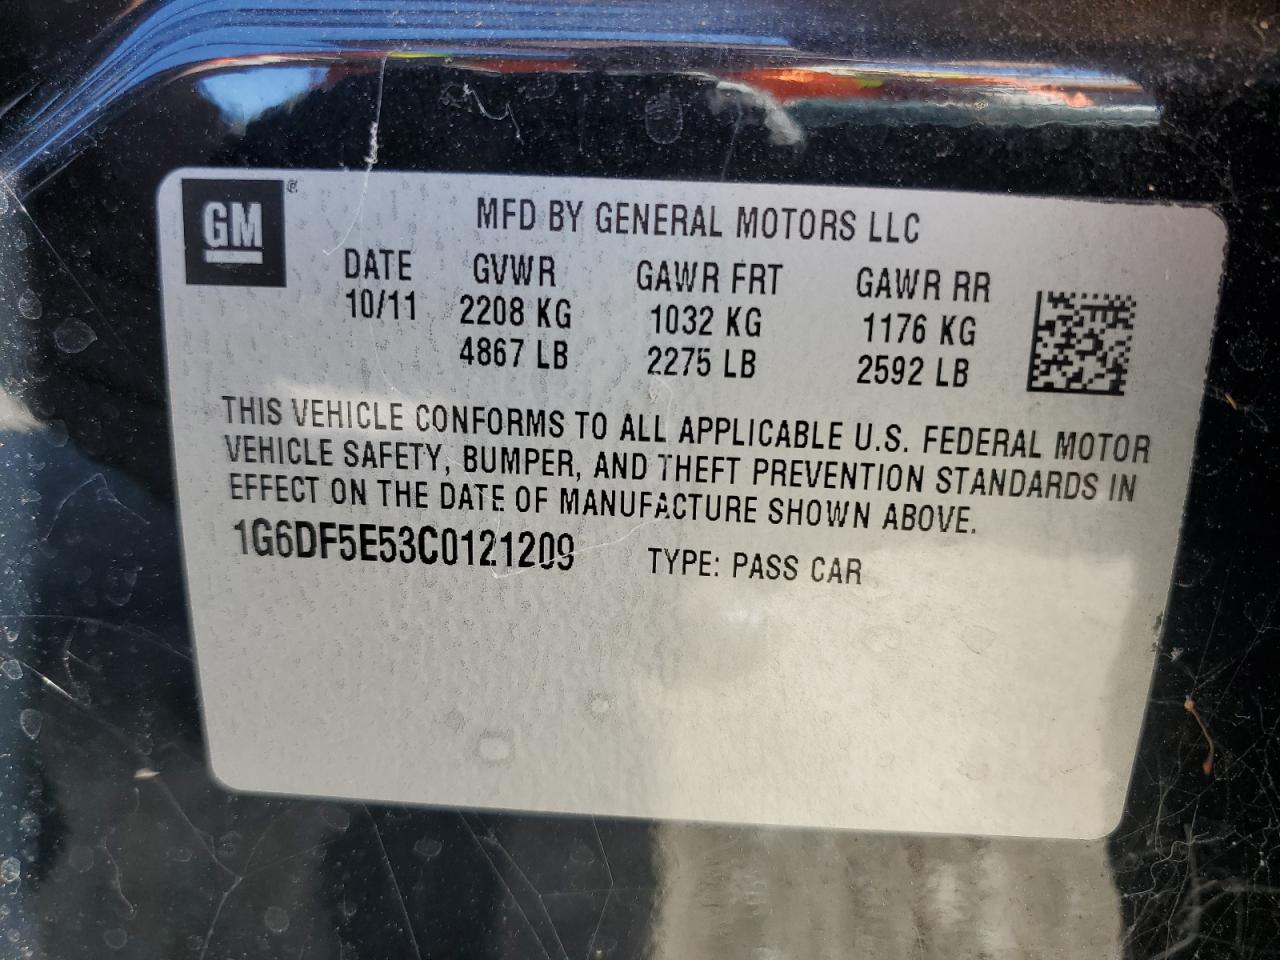 GM ®
MFD BY GENERAL MOTORS LLC
DATE GVWR GAWR FRT GAWR RR
10/11 2208 KG 1032 KG 1176 KG
4867 LB 2275 LB 2592 LB
THIS VEHICLE CONFORMS TO ALL APPLICABLE U.S. FEDERAL MOTOR
VEHICLE SAFETY, BUMPER, AND THEFT PREVENTION STANDARDS IN
EFFECT ON THE DATE OF MANUFACTURE SHOWN ABOVE.
1G6DF5E53C0121209 TYPE: PASS CAR